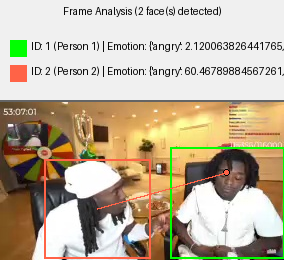 Frame Analysis (2 face(s) detected)
ID: 1 (Person 1) | Emotion: {'angry': 2.120063826441765,
ID: 2 (Person 2) | Emotion: {'angry': 60.46789884567261,
53:07:01